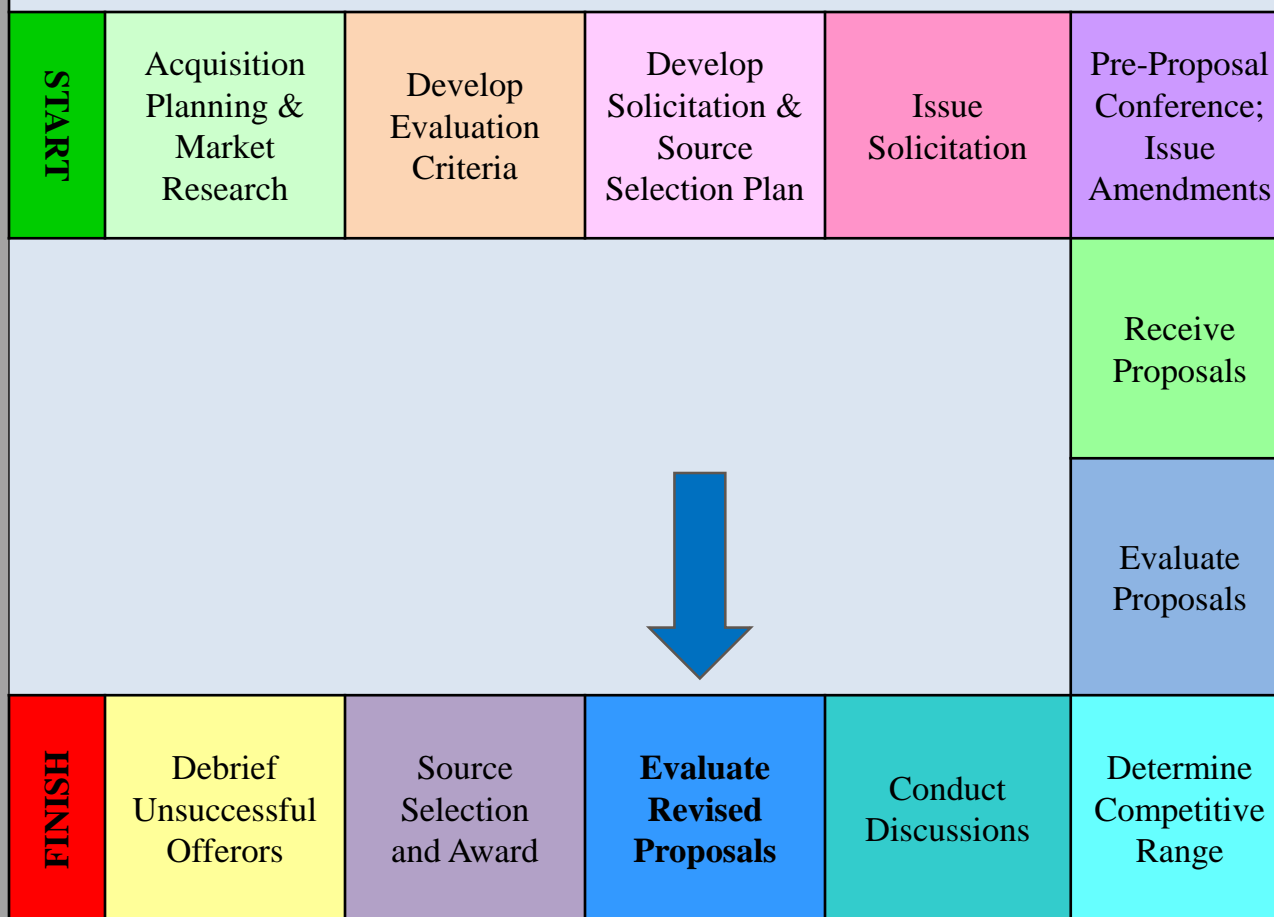 START
Acquisition
Planning &
Market
Research
Develop
Evaluation
Criteria
Develop
Solicitation &
Source
Selection Plan
Issue
Solicitation
Pre-Proposal
Conference;
Issue
Amendments
Receive
Proposals
Evaluate
Proposals
FINISH
Debrief
Unsuccessful
Offerors
Source
Selection
and Award
Evaluate
Revised
Proposals
Conduct
Discussions
Determine
Competitive
Range